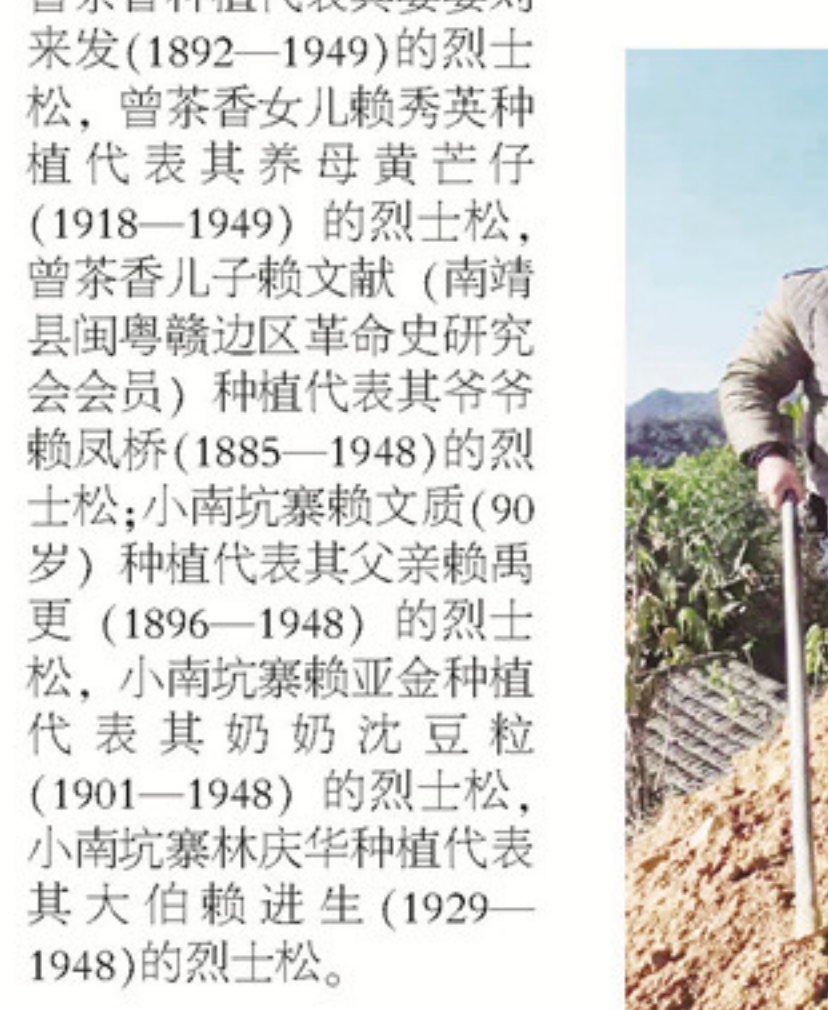 来发(1892—1949)的烈士
松，曾茶香女儿赖秀英种
植代表其养母黄芒仔
(1918—1949) 的烈士松，
曾茶香儿子赖文献 (南靖
县闽粤赣边区革命史研究
会会员) 种植代表其爷爷
赖凤桥(1885—1948)的烈
士松;小南坑寨赖文质(90
岁) 种植代表其父亲赖禹
更 (1896—1948) 的烈士
松，小南坑寨赖亚金种植
代表其奶奶沈豆粒
(1901—1948) 的烈士松，
小南坑寨林庆华种植代表
其大伯赖进生(1929—
1948)的烈士松。